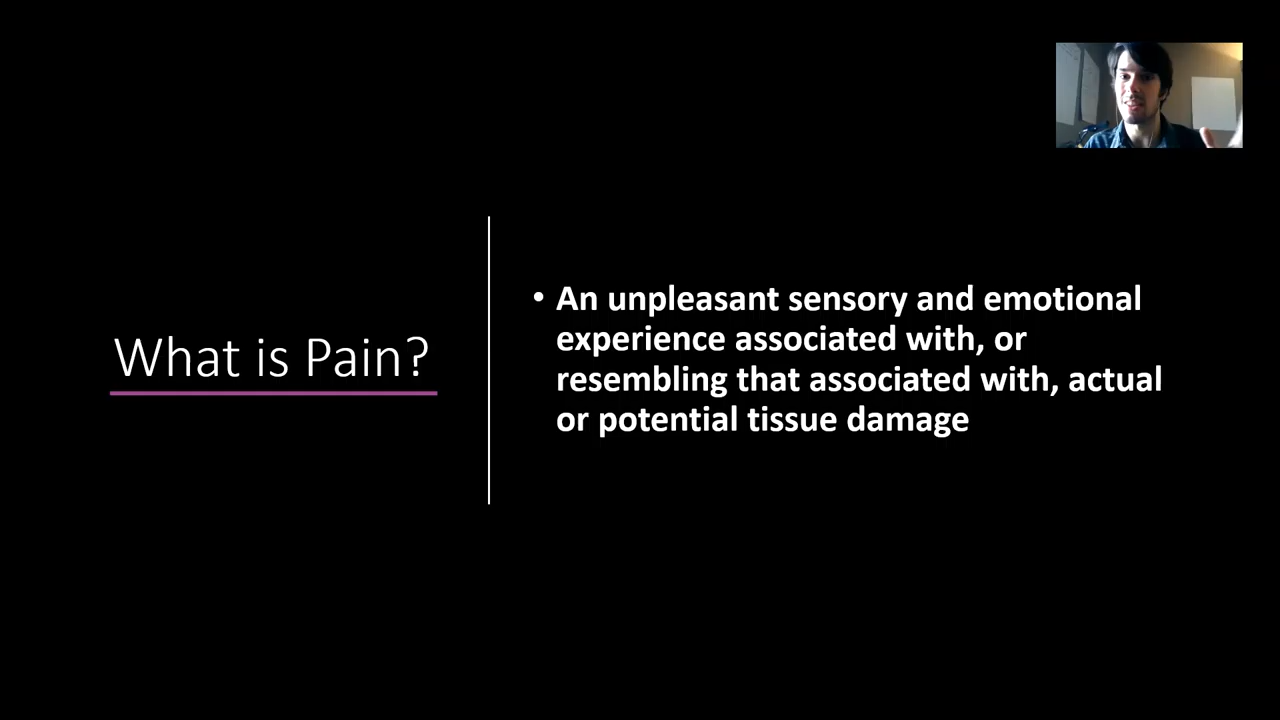 What is Pain?
• An unpleasant sensory and emotional
experience associated with, or
resembling that associated with, actual
or potential tissue damage